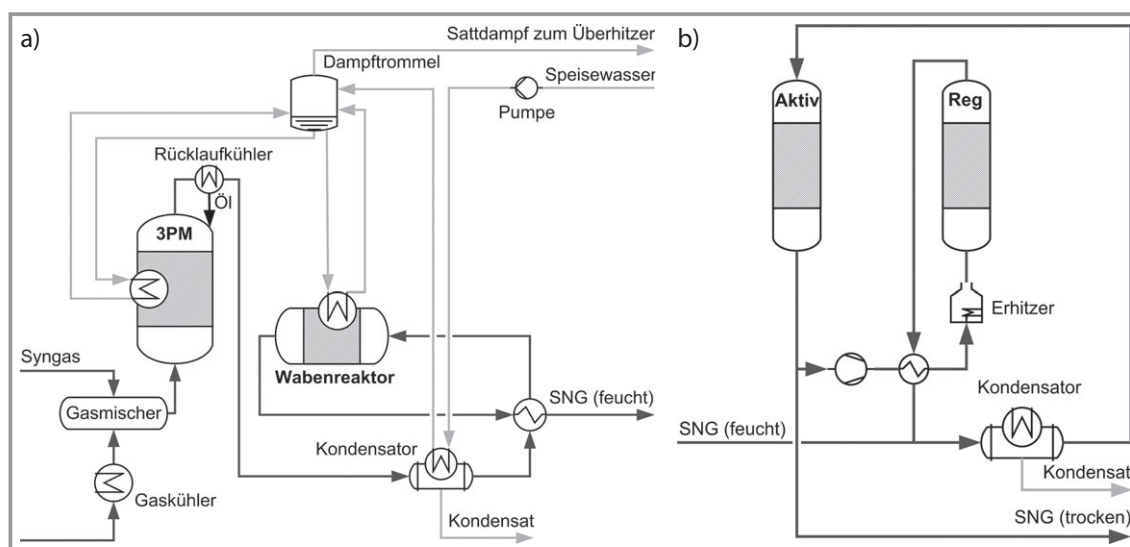 a)
Sattdampf zum Überhitzer
Dampftrommel
Speisewasser
Pumpe
Rücklaufkühler
Öl
3PM
Syngas
Wabenreaktor
Gasmischer
SNG (feucht)
Kondensator
Gaskühler
Kondensat
b)
Aktiv
Reg
Erhitzer
Kondensator
SNG (feucht)
Kondensat
SNG (trocken)